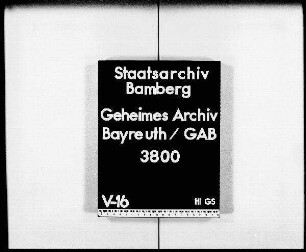 Staatsarchiv
Bamberg
Geheimes Archiv
Bayreuth / GAB
3800
V-16 HI GS